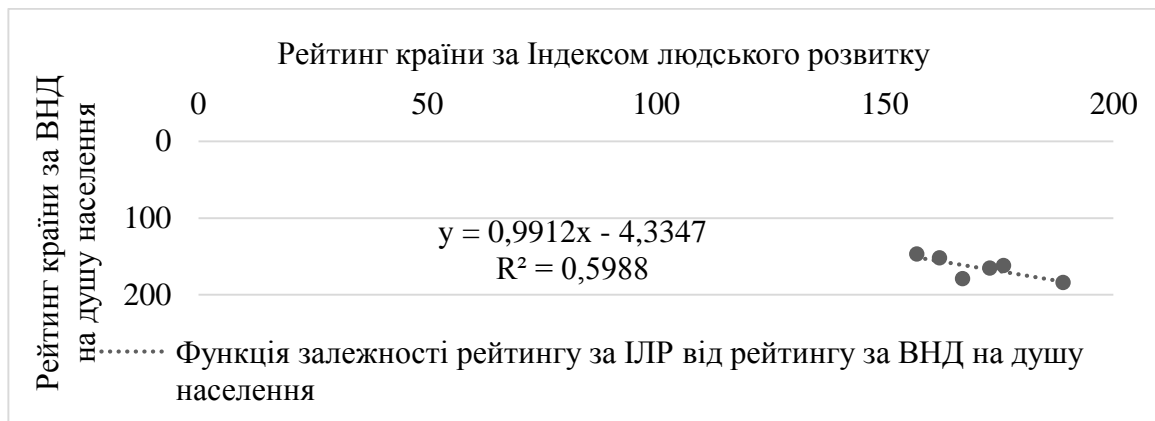 Рейтинг країни за Індексом людського розвитку
0 50 100 150 200
Рейтинг країни за ВНД
на душу населення
0
100
200
y = 0,9912x - 4,3347
R² = 0,5988
Функція залежності рейтингу за ІЛР від рейтингу за ВНД на душу
населення